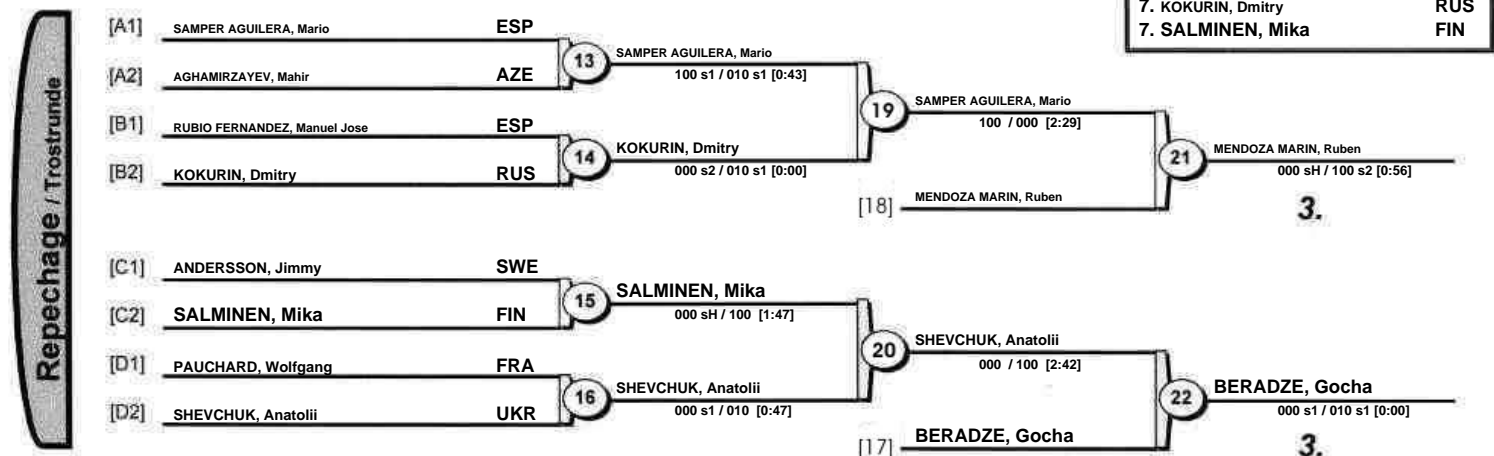 7. KOKURIN, Dmitry RUS
7. SALMINEN, Mika FIN
Repechage / Trostrunde
[A1] SAMPER AGUILERA, Mario ESP
[A2] AGHAMIRZAYEV, Mahir AZE
13
SAMPER AGUILERA, Mario
100 s1 / 010 s1 [0:43]
[B1] RUBIO FERNANDEZ, Manuel Jose ESP
[B2] KOKURIN, Dmitry RUS
14
KOKURIN, Dmitry
000 s2 / 010 s1 [0:00]
19
SAMPER AGUILERA, Mario
100 / 000 [2:29]
[18] MENDOZA MARIN, Ruben
21
MENDOZA MARIN, Ruben
000 sH / 100 s2 [0:56]
3.
[C1] ANDERSSON, Jimmy SWE
[C2] SALMINEN, Mika FIN
15
SALMINEN, Mika
000 sH / 100 [1:47]
[D1] PAUCHARD, Wolfgang FRA
[D2] SHEVCHUK, Anatolii UKR
16
SHEVCHUK, Anatolii
000 s1 / 010 [0:47]
20
SHEVCHUK, Anatolii
000 / 100 [2:42]
[17] BERADZE, Gocha
22
BERADZE, Gocha
000 s1 / 010 s1 [0:00]
3.